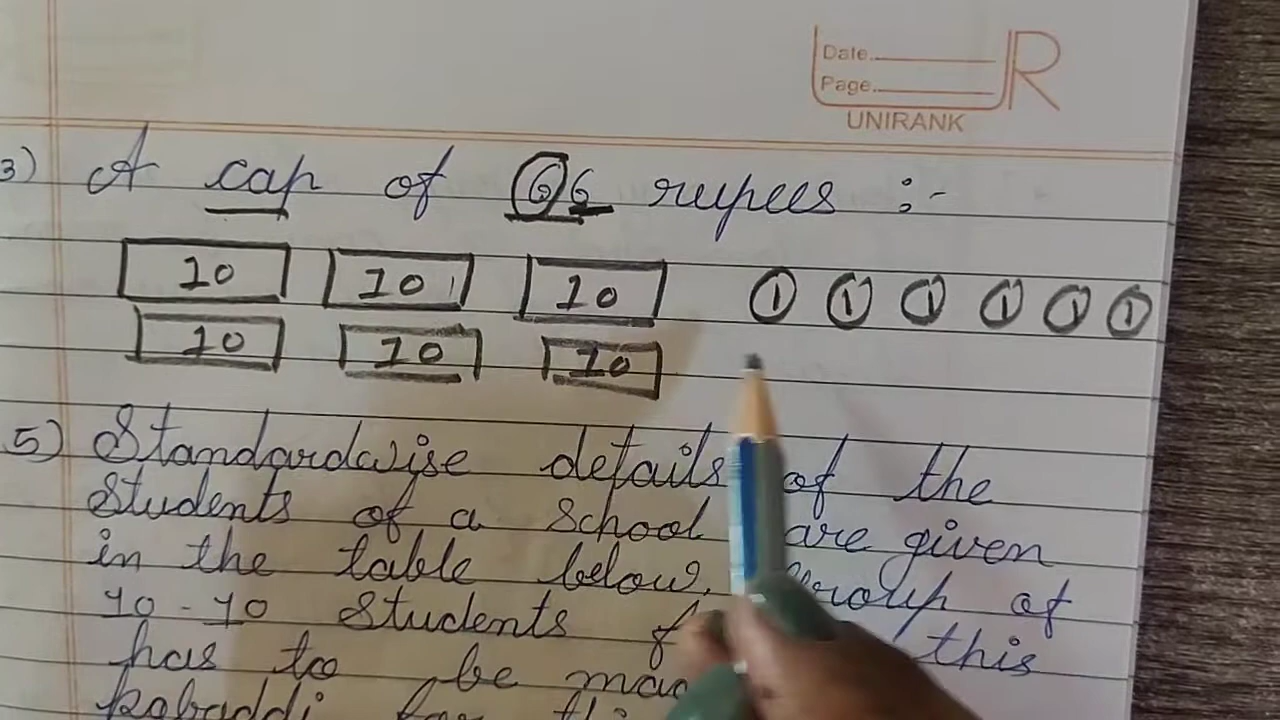 Date
Page
UNIRANK
3) A cap of 66 rupees :-
10 10 10 1 1 1 1 1 1
10 10 10
5) Standardwise details of the
students of a school are given
in the table below. Group of
10-10 students this
has to be
kabaddi